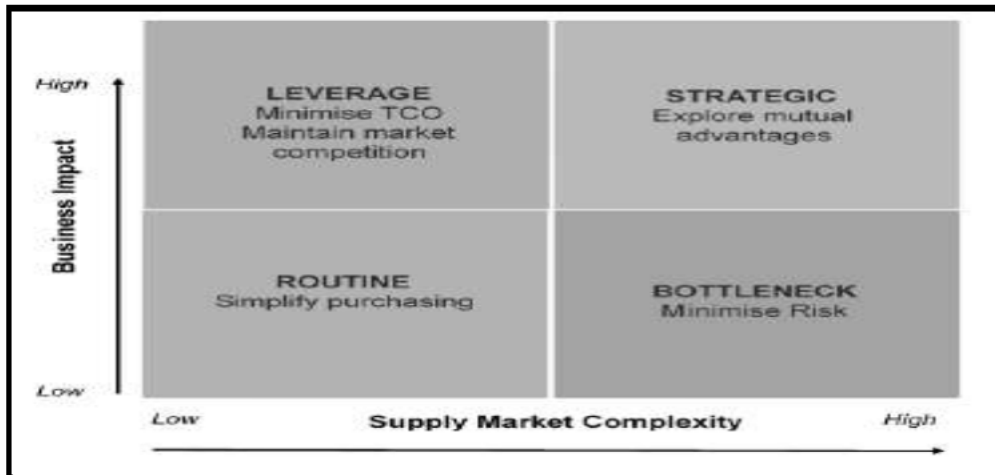 High
LEVERAGE
Minimise TCO
Maintain market
competition
STRATEGIC
Explore mutual
advantages
Business Impact
ROUTINE
Simplify purchasing
BOTTLENECK
Minimise Risk
Low
Low
Supply Market Complexity
High